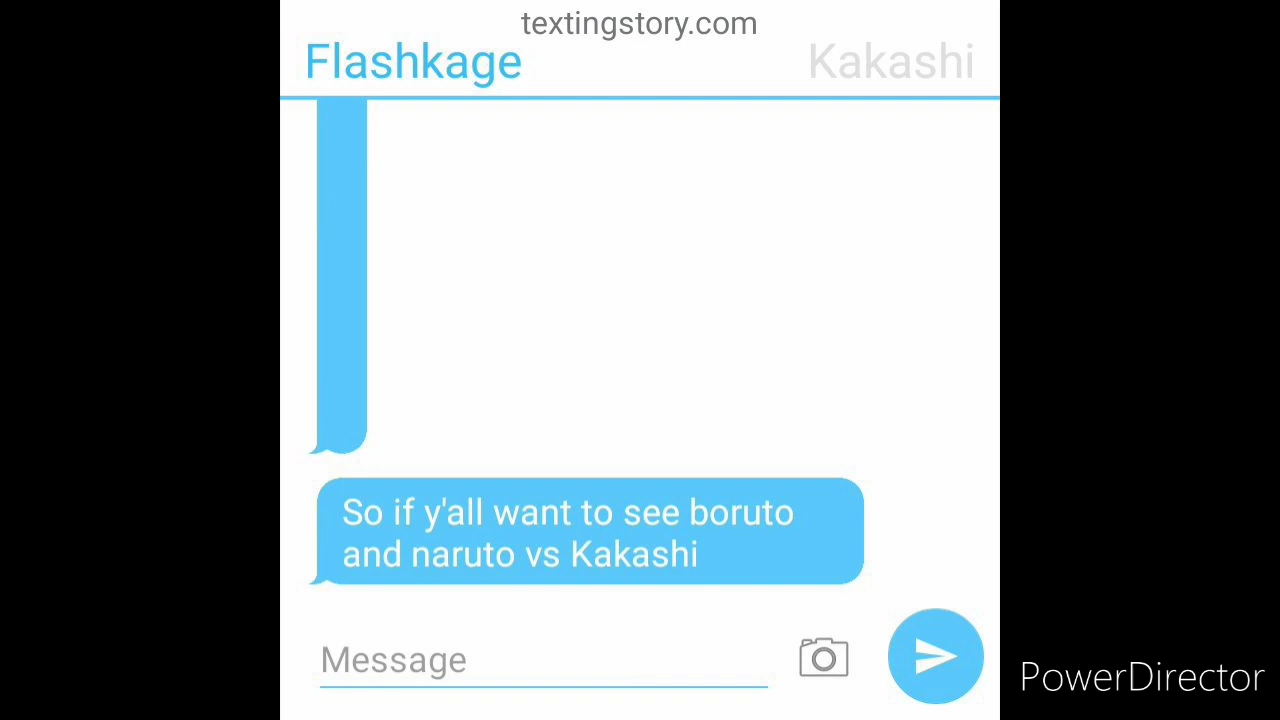 textingstory.com
Flashkage Kakashi
So if y'all want to see boruto
and naruto vs Kakashi
Message
PowerDirector